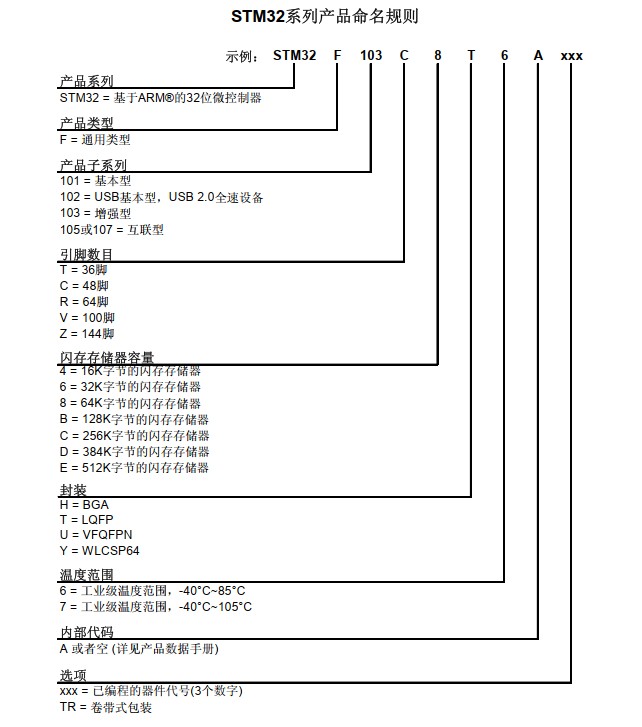 STM32系列产品命名规则
示例： STM32 F 103 C 8 T 6 A xxx
产品系列
STM32 = 基于ARM®的32位微控制器
产品类型
F = 通用类型
产品子系列
101 = 基本型
102 = USB基本型，USB 2.0全速设备
103 = 增强型
105或107 = 互联型
引脚数目
T = 36脚
C = 48脚
R = 64脚
V = 100脚
Z = 144脚
闪存存储器容量
4 = 16K字节的闪存存储器
6 = 32K字节的闪存存储器
8 = 64K字节的闪存存储器
B = 128K字节的闪存存储器
C = 256K字节的闪存存储器
D = 384K字节的闪存存储器
E = 512K字节的闪存存储器
封装
H = BGA
T = LQFP
U = VFQFPN
Y = WLCSP64
温度范围
6 = 工业级温度范围，-40°C~85°C
7 = 工业级温度范围，-40°C~105°C
内部代码
A 或者空 (详见产品数据手册)
选项
xxx = 已编程的器件代号(3个数字)
TR = 卷带式包装